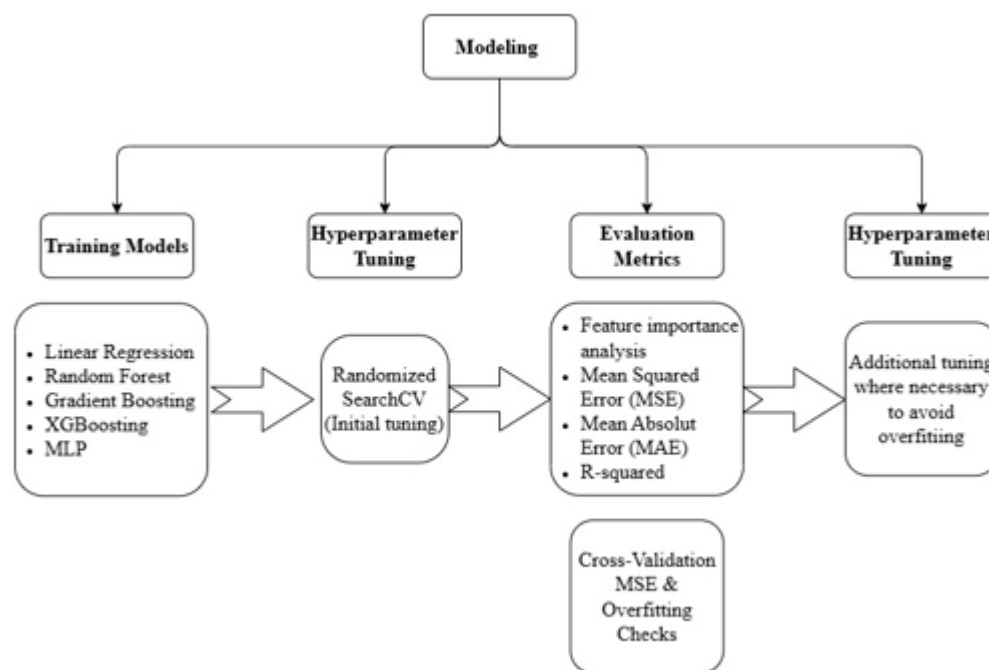 Modeling
Training Models
Hyperparameter
Tuning
Evaluation
Metrics
Hyperparameter
Tuning
• Linear Regression
• Random Forest
• Gradient Boosting
• XGBoosting
• MLP
Randomized
SearchCV
(Initial tuning)
• Feature importance
analysis
• Mean Squared
Error (MSE)
• Mean Absolut
Error (MAE)
• R-squared
Additional tuning
where necessary
to avoid
overfitiing
Cross-Validation
MSE &
Overfitting
Checks